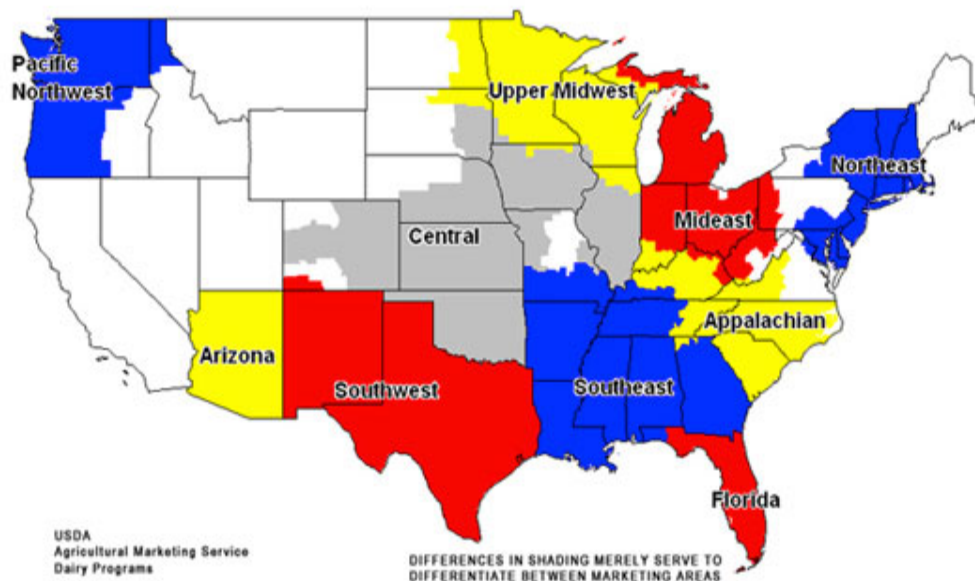 Pacific
Northwest
Upper Midwest
Northeast
Mideast
Central
Appalachian
Arizona
Southwest
Southeast
Florida
USDA
Agricultural Marketing Service
Dairy Programs
DIFFERENCES IN SHADING MERELY SERVE TO
DIFFERENTIATE BETWEEN MARKETING AREAS